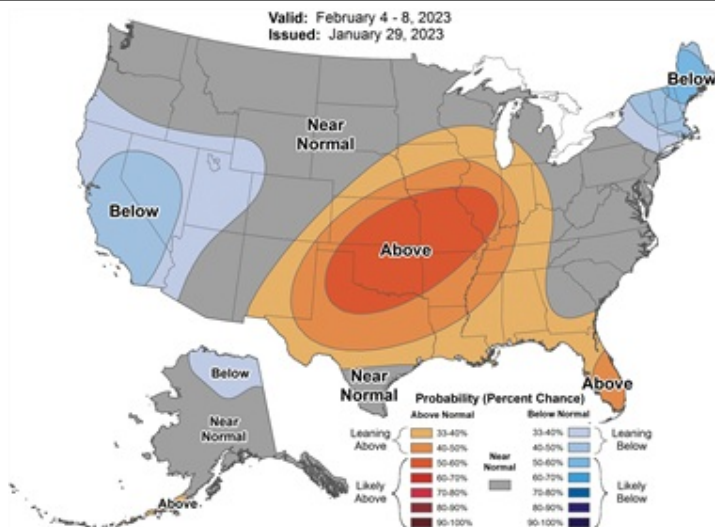 Valid: February 4 - 8, 2023
Issued: January 29, 2023
Below
Near
Normal
Below
Above
Below
Near
Normal
Near
Normal
Above
Above
Probability (Percent Chance)
Above Normal
Below Normal
Leaning
Above
33-40%
40-50%
Likely
Above
50-60%
60-70%
70-80%
80-90%
90-100%
Near
Normal
33-40%
40-50%
Leaning
Below
50-60%
60-70%
70-80%
80-90%
90-100%
Likely
Below